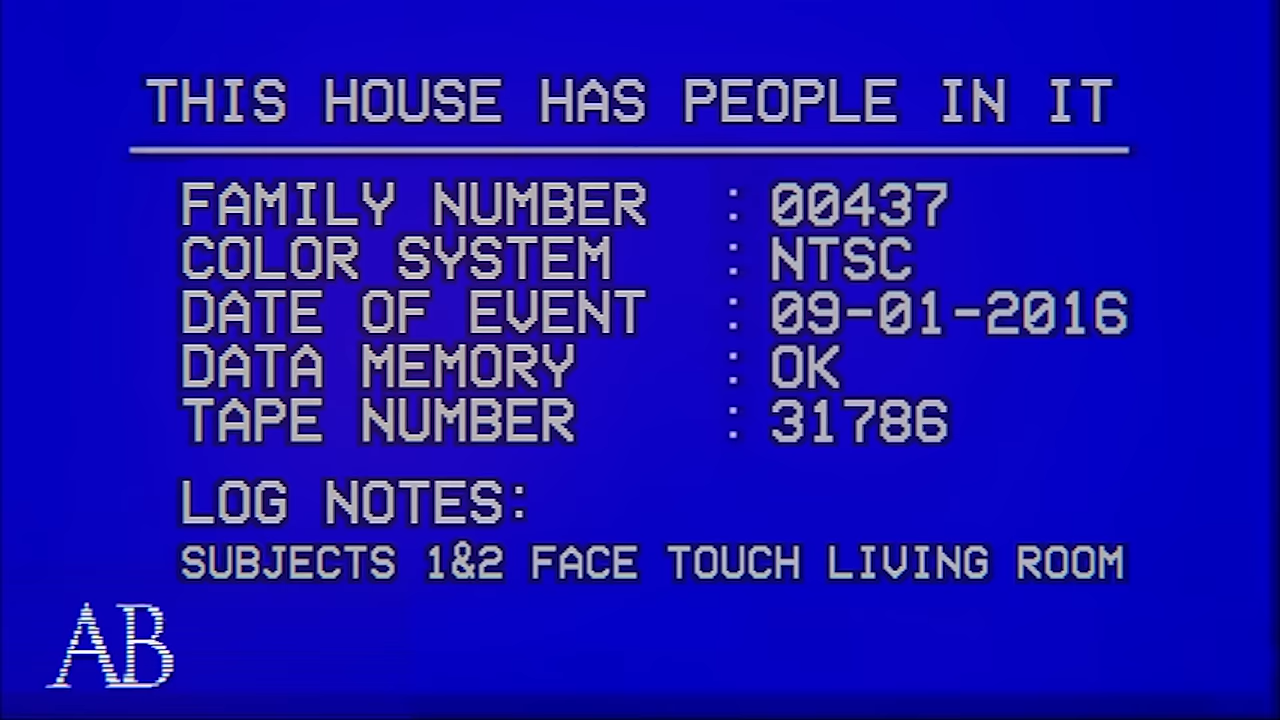 THIS HOUSE HAS PEOPLE IN IT
FAMILY NUMBER : 00437
COLOR SYSTEM : NTSC
DATE OF EVENT : 09-01-2016
DATA MEMORY : OK
TAPE NUMBER : 31786
LOG NOTES:
SUBJECTS 1&2 FACE TOUCH LIVING ROOM
AB